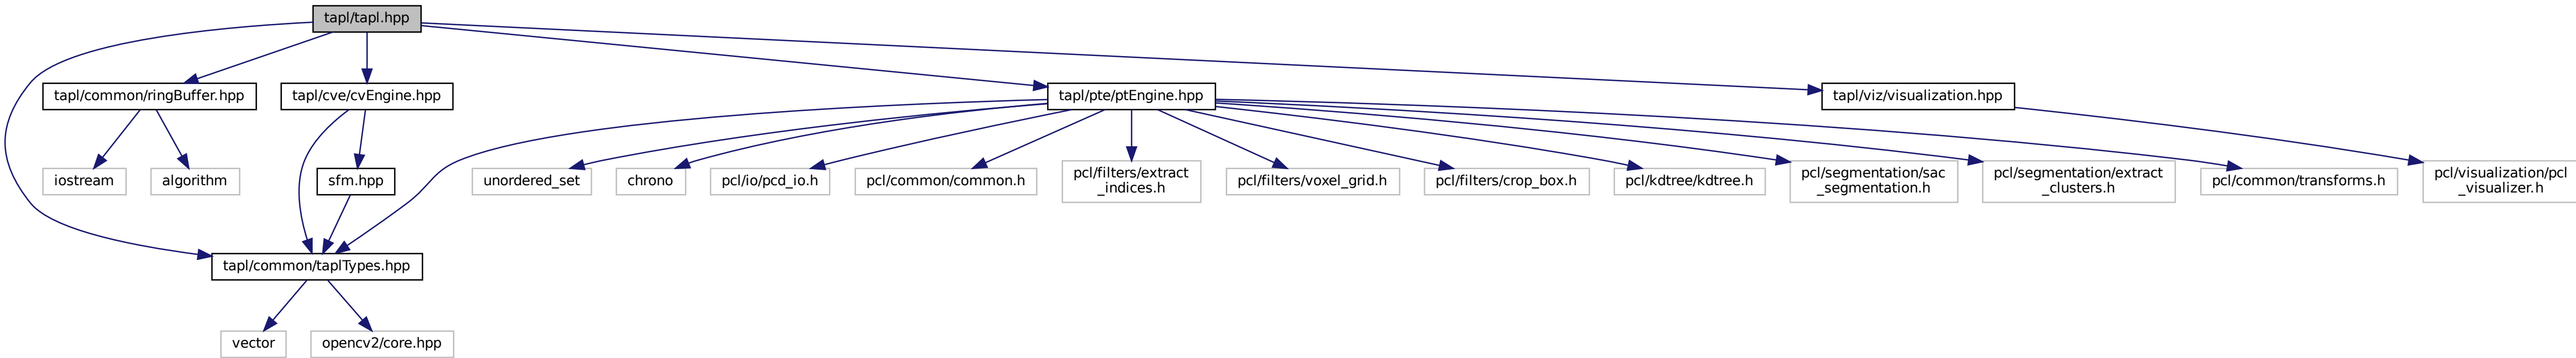 tapl/tapl.hpp
tapl/common/ringBuffer.hpp
tapl/cve/cvEngine.hpp
tapl/pte/ptEngine.hpp
tapl/viz/visualization.hpp
iostream
algorithm
sfm.hpp
unordered_set
chrono
pcl/io/pcd_io.h
pcl/common/common.h
pcl/filters/extract
_indices.h
pcl/filters/voxel_grid.h
pcl/filters/crop_box.h
pcl/kdtree/kdtree.h
pcl/segmentation/sac
_segmentation.h
pcl/segmentation/extract
_clusters.h
pcl/common/transforms.h
pcl/visualization/pcl
_visualizer.h
tapl/common/taplTypes.hpp
vector
opencv2/core.hpp